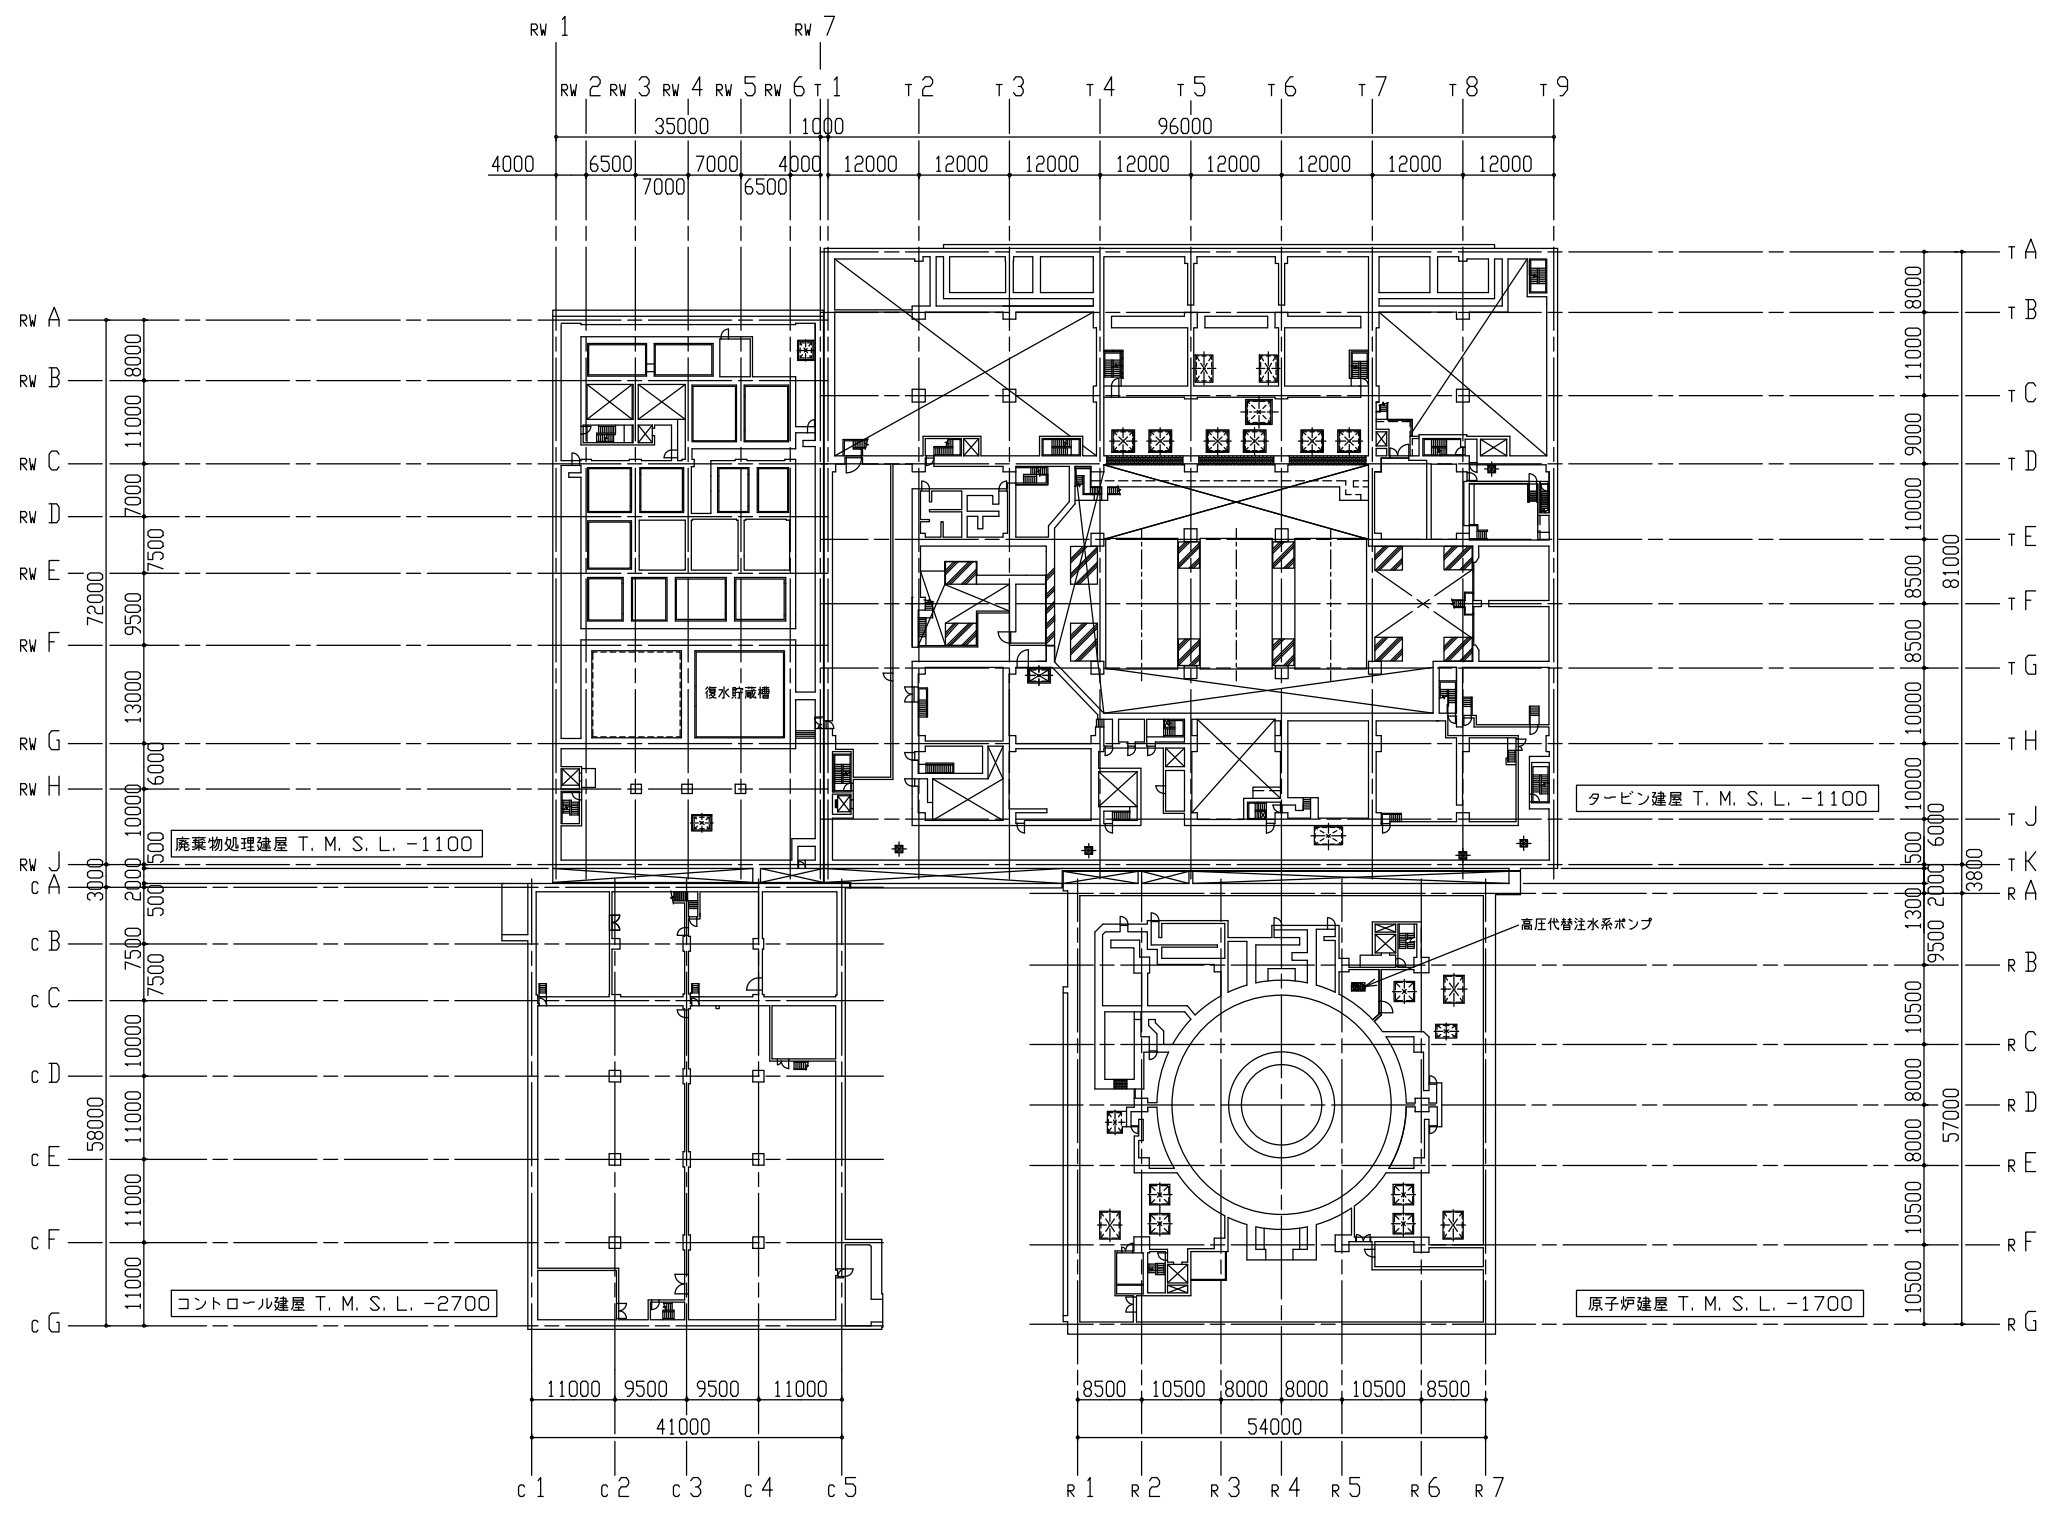 RW 1
RW 7
RW 2 RW 3 RW 4 RW 5 RW 6 T 1 T 2 T 3 T 4 T 5 T 6 T 7 T 8 T 9
35000 1000 96000
4000 6500 7000 4000 12000 12000 12000 12000 12000 12000 12000 12000
7000 6500
T A
8000
RW A
T B
8000
11000
RW B
T C
11000
9000
RW C
T D
7000
10000
RW D
7500
T E
81000
RW E
8500
72000
T F
9500
RW F
8500
T G
13000
復水貯蔵槽
10000
RW G
T H
6000
RW H
10000
タービン建屋 T. M. S. L. -1100
10000
T J
6000
廃棄物処理建屋 T. M. S. L. -1100
500
500
RW J
T K
3000
2000
3800
C A
2000
R A
500
1300
高圧代替注水系ポンプ
C B
7500
9500
R B
7500
C C
10500
10000
R C
C D
8000
58000
11000
R D
57000
C E
8000
R E
11000
10500
C F
R F
11000
10500
コントロール建屋 T. M. S. L. -2700
原子炉建屋 T. M. S. L. -1700
C G
R G
11000 9500 9500 11000
8500 10500 8000 8000 10500 8500
41000
54000
C 1 C 2 C 3 C 4 C 5
R 1 R 2 R 3 R 4 R 5 R 6 R 7